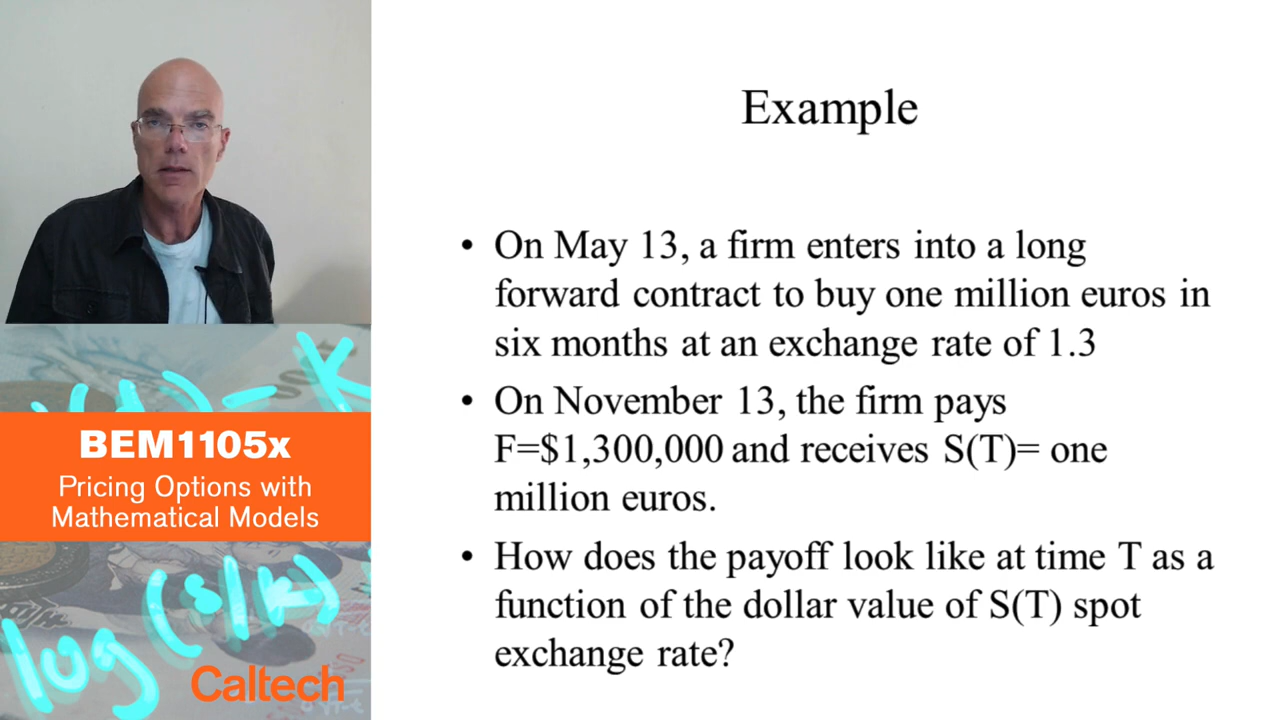 Example
• On May 13, a firm enters into a long
forward contract to buy one million euros in
six months at an exchange rate of 1.3
• On November 13, the firm pays
F=$1,300,000 and receives S(T)= one
million euros.
• How does the payoff look like at time T as a
function of the dollar value of S(T) spot
exchange rate?
BEM1105x
Pricing Options with
Mathematical Models
log(s/k)
Caltech